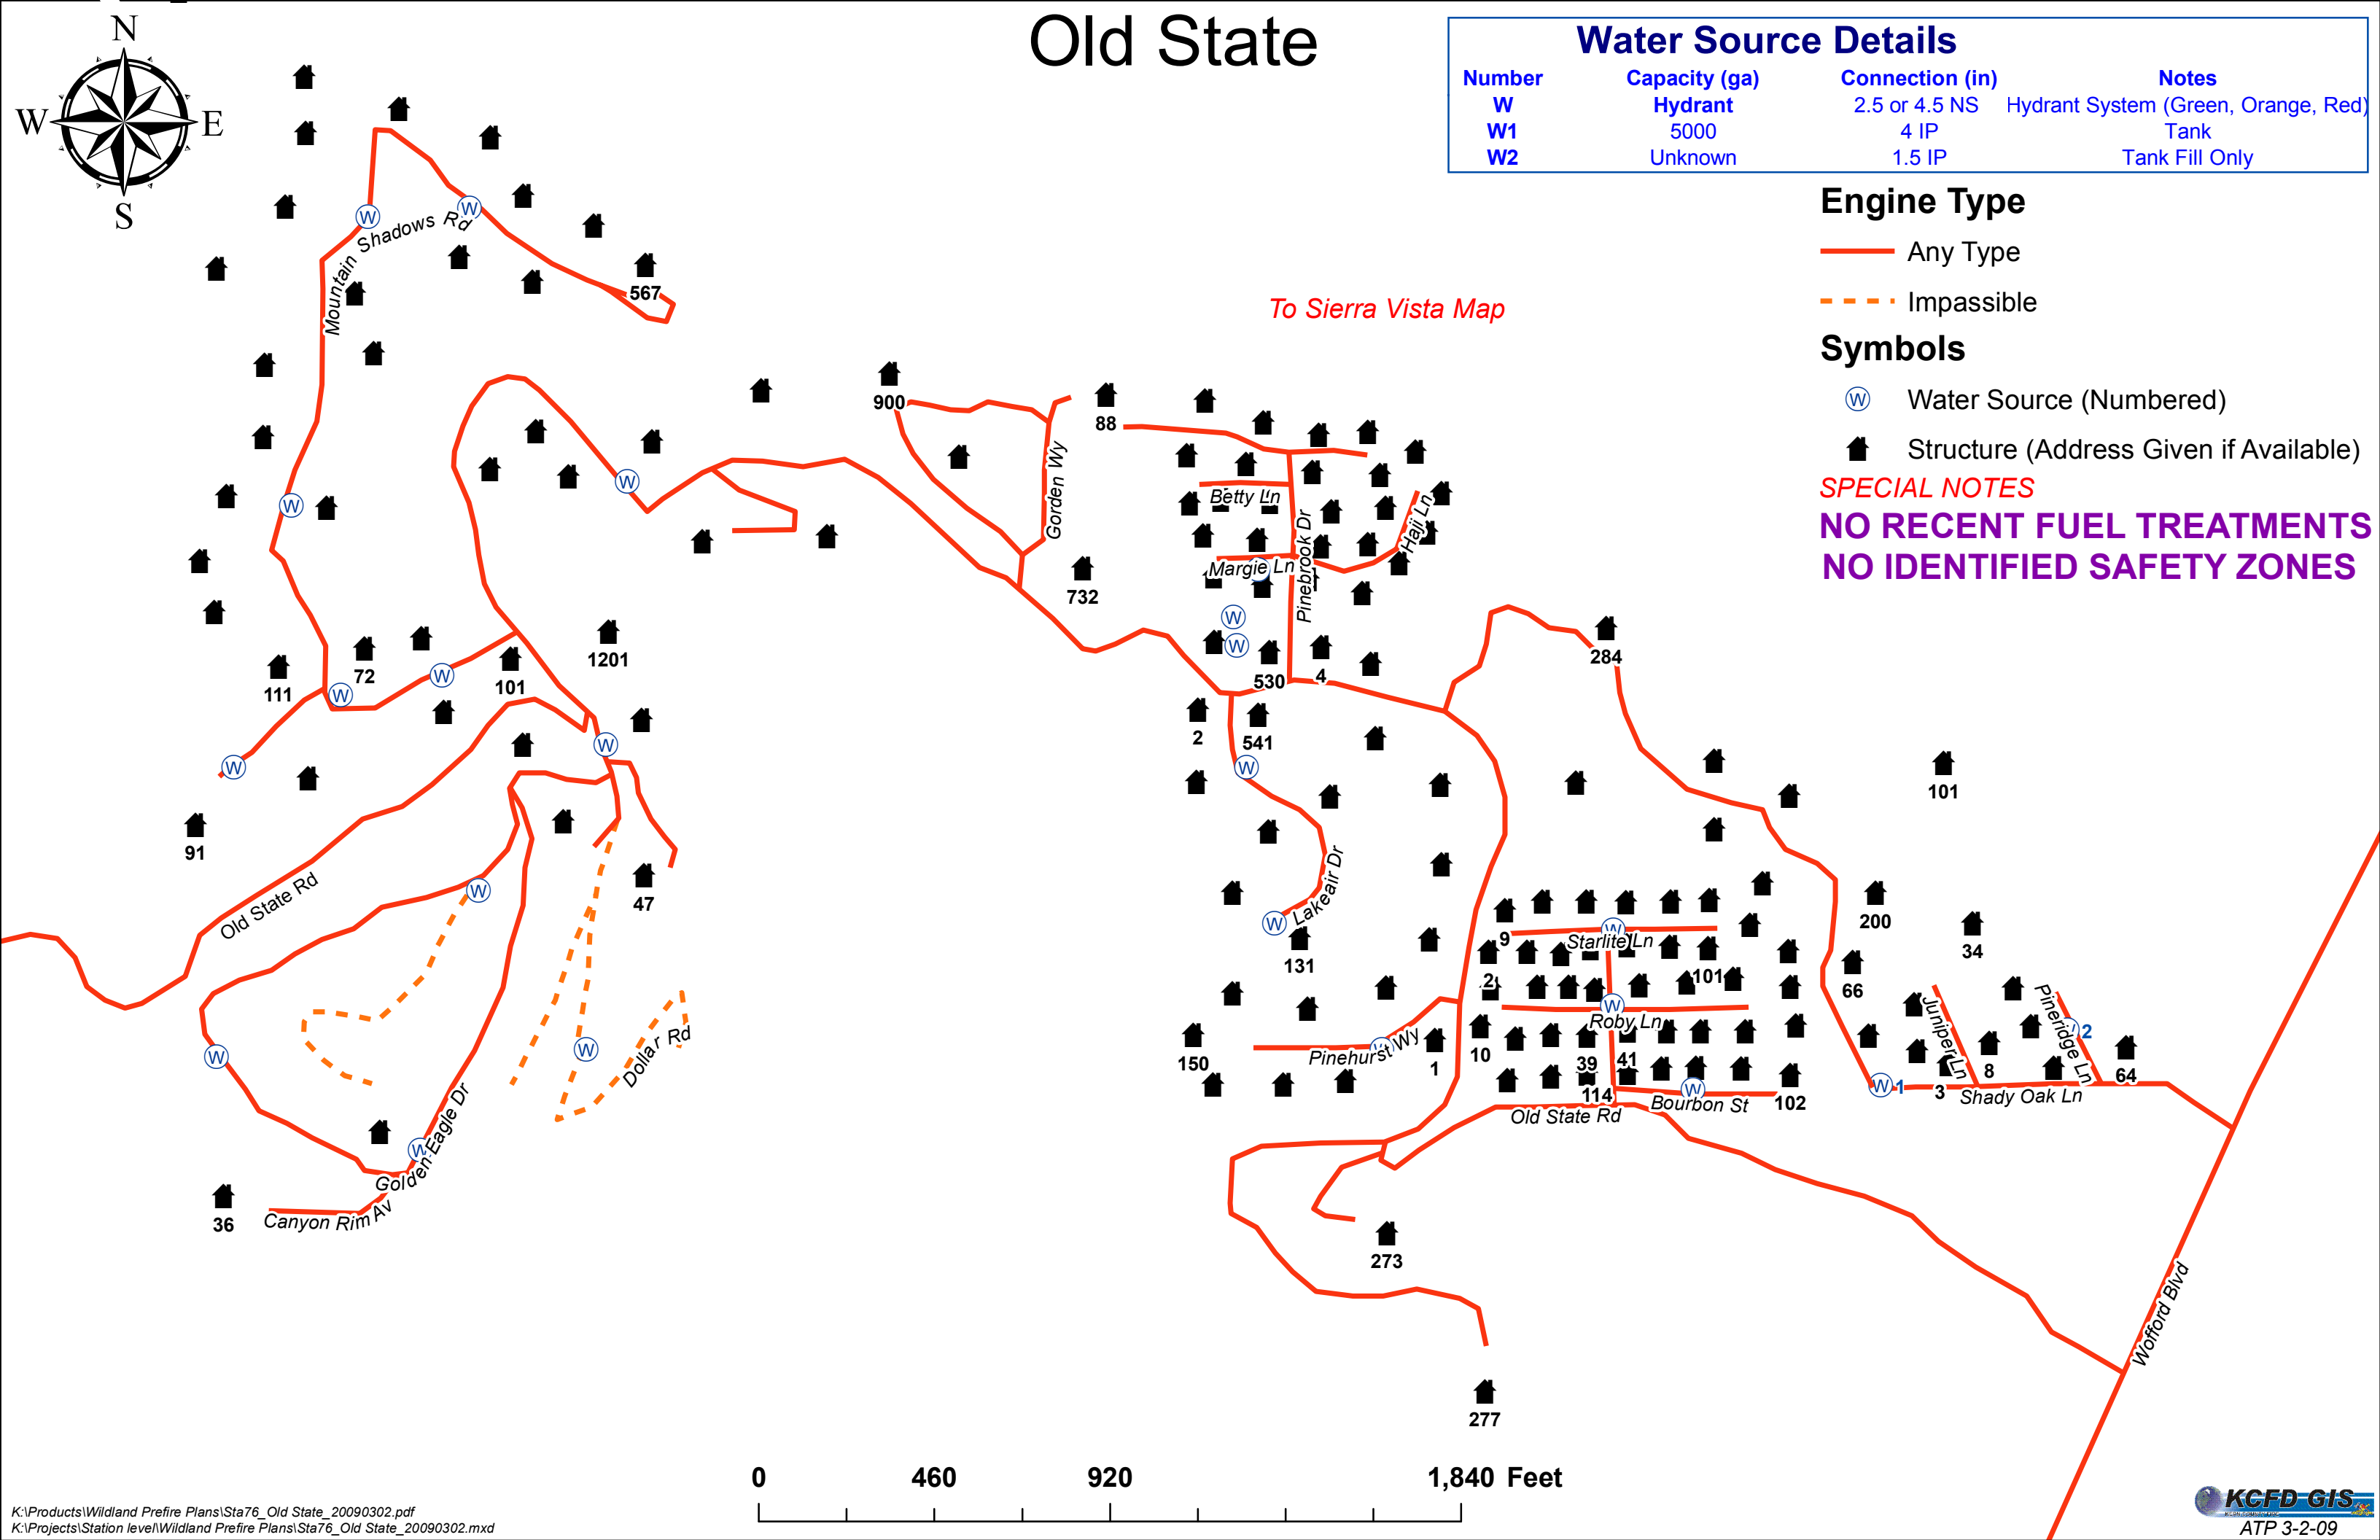 Old State
N
W
E
S
Water Source Details
Number Capacity (ga) Connection (in) Notes
W Hydrant 2.5 or 4.5 NS Hydrant System (Green, Orange, Red)
W1 5000 4 IP Tank
W2 Unknown 1.5 IP Tank Fill Only
Engine Type
Any Type
Impassible
Symbols
W Water Source (Numbered)
Structure (Address Given if Available)
SPECIAL NOTES
NO RECENT FUEL TREATMENTS
NO IDENTIFIED SAFETY ZONES
To Sierra Vista Map
W
W
Mountain Shadows Rd
567
900
88
Gorden Wy
Betty Ln
Haji Ln
Pinebrook Dr
Margie Ln
W
W
732
W
W
530
4
284
1201
72
111
101
W
W
W
W
2
541
W
101
91
47
Old State Rd
W
W
W
Dollar Rd
Golden Eagle Dr
W
36
Canyon Rim Av
Lakeair Dr
W
131
150
Pinehurst Wy
1
9
W
Starlite Ln
2
101
W
Roby Ln
10
39
41
114
W
Bourbon St
102
Old State Rd
200
34
66
Juniper Ln
Pineridge Ln
2
W1
3
8
64
Shady Oak Ln
273
277
Wofford Blvd
0 460 920 1,840 Feet
K:\Products\Wildland Prefire Plans\Sta76_Old State_20090302.pdf
K:\Projects\Station level\Wildland Prefire Plans\Sta76_Old State_20090302.mxd
KCFD GIS
ATP 3-2-09